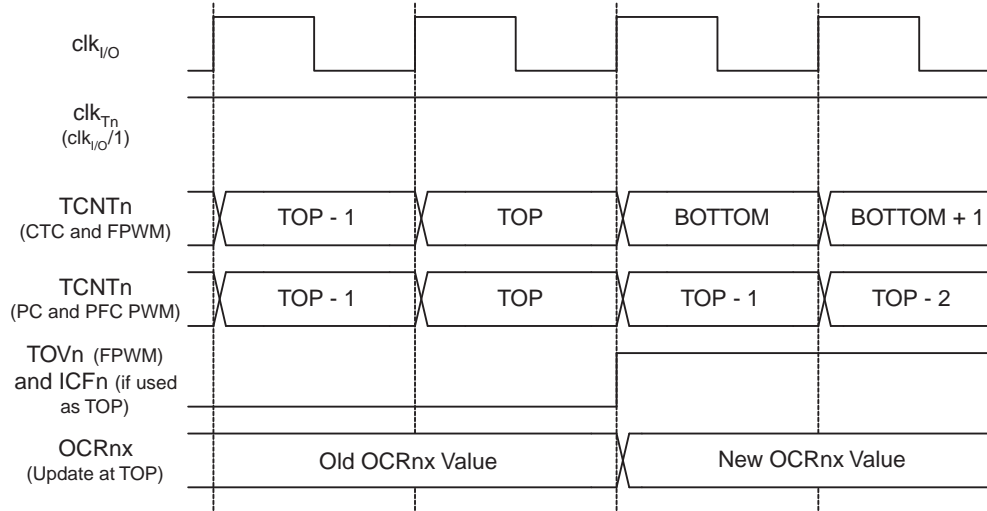 clkI/O
clkTn
(clkI/O/1)
TCNTn
(CTC and FPWM)
TOP - 1
TOP
BOTTOM
BOTTOM + 1
TCNTn
(PC and PFC PWM)
TOP - 1
TOP
TOP - 1
TOP - 2
TOVn (FPWM)
and ICFn (if used
as TOP)
OCRnx
(Update at TOP)
Old OCRnx Value
New OCRnx Value